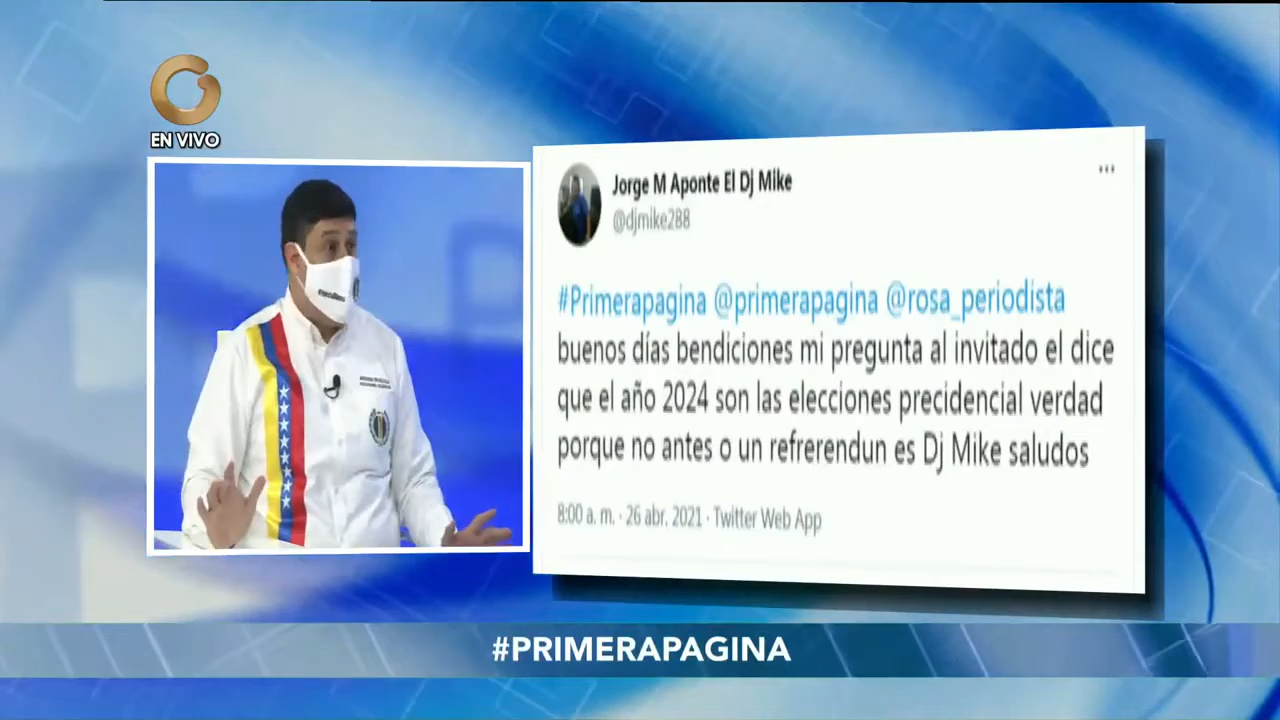 EN VIVO
Jorge M Aponte El Dj Mike
@djmike288
#Primerapagina @primerapagina @rosa_periodista
buenos días bendiciones mi pregunta al invitado el dice
que el año 2024 son las elecciones precidencial verdad
porque no antes o un refrerendun es Dj Mike saludos
8:00 a. m. · 26 abr. 2021 · Twitter Web App
#PRIMERAPAGINA